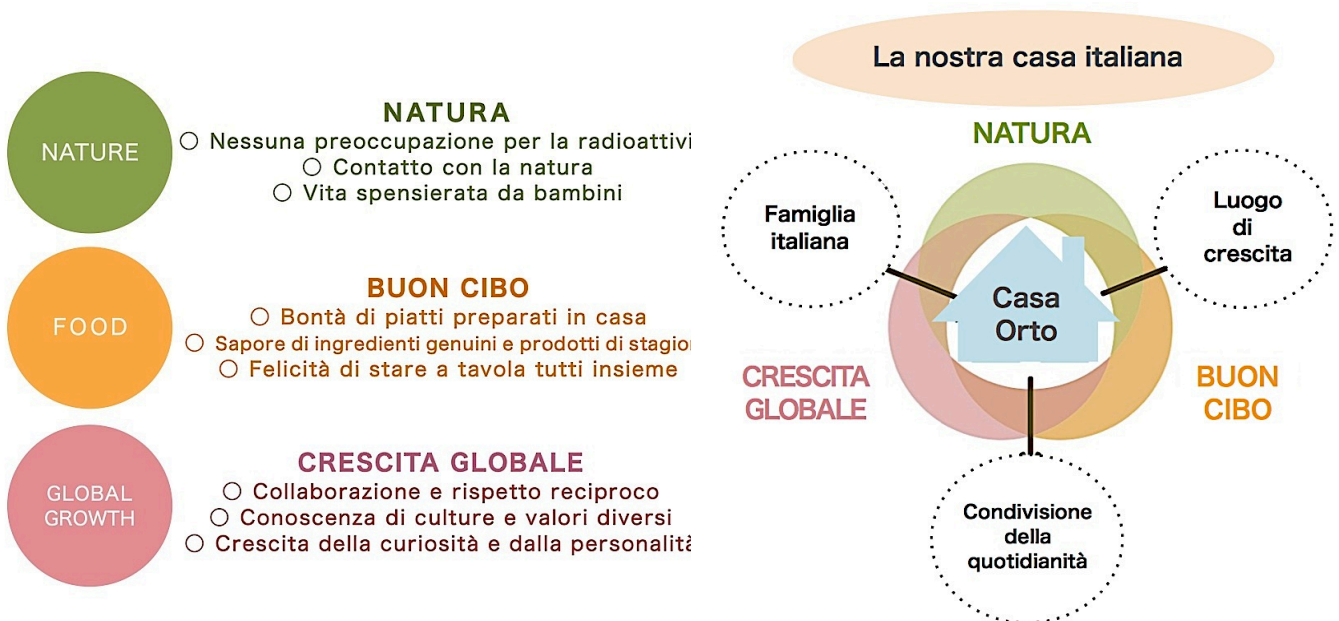 NATURE
NATURA
○ Nessuna preoccupazione per la radioattivi
○ Contatto con la natura
○ Vita spensierata da bambini
FOOD
BUON CIBO
○ Bontà di piatti preparati in casa
○ Sapore di ingredienti genuini e prodotti di stagion
○ Felicità di stare a tavola tutti insieme
GLOBAL
GROWTH
CRESCITA GLOBALE
○ Collaborazione e rispetto reciproco
○ Conoscenza di culture e valori diversi
○ Crescita della curiosità e dalla personalità
La nostra casa italiana
NATURA
Famiglia
italiana
Luogo
di
crescita
Casa
Orto
CRESCITA
GLOBALE
BUON
CIBO
Condivisione
della
quotidianità